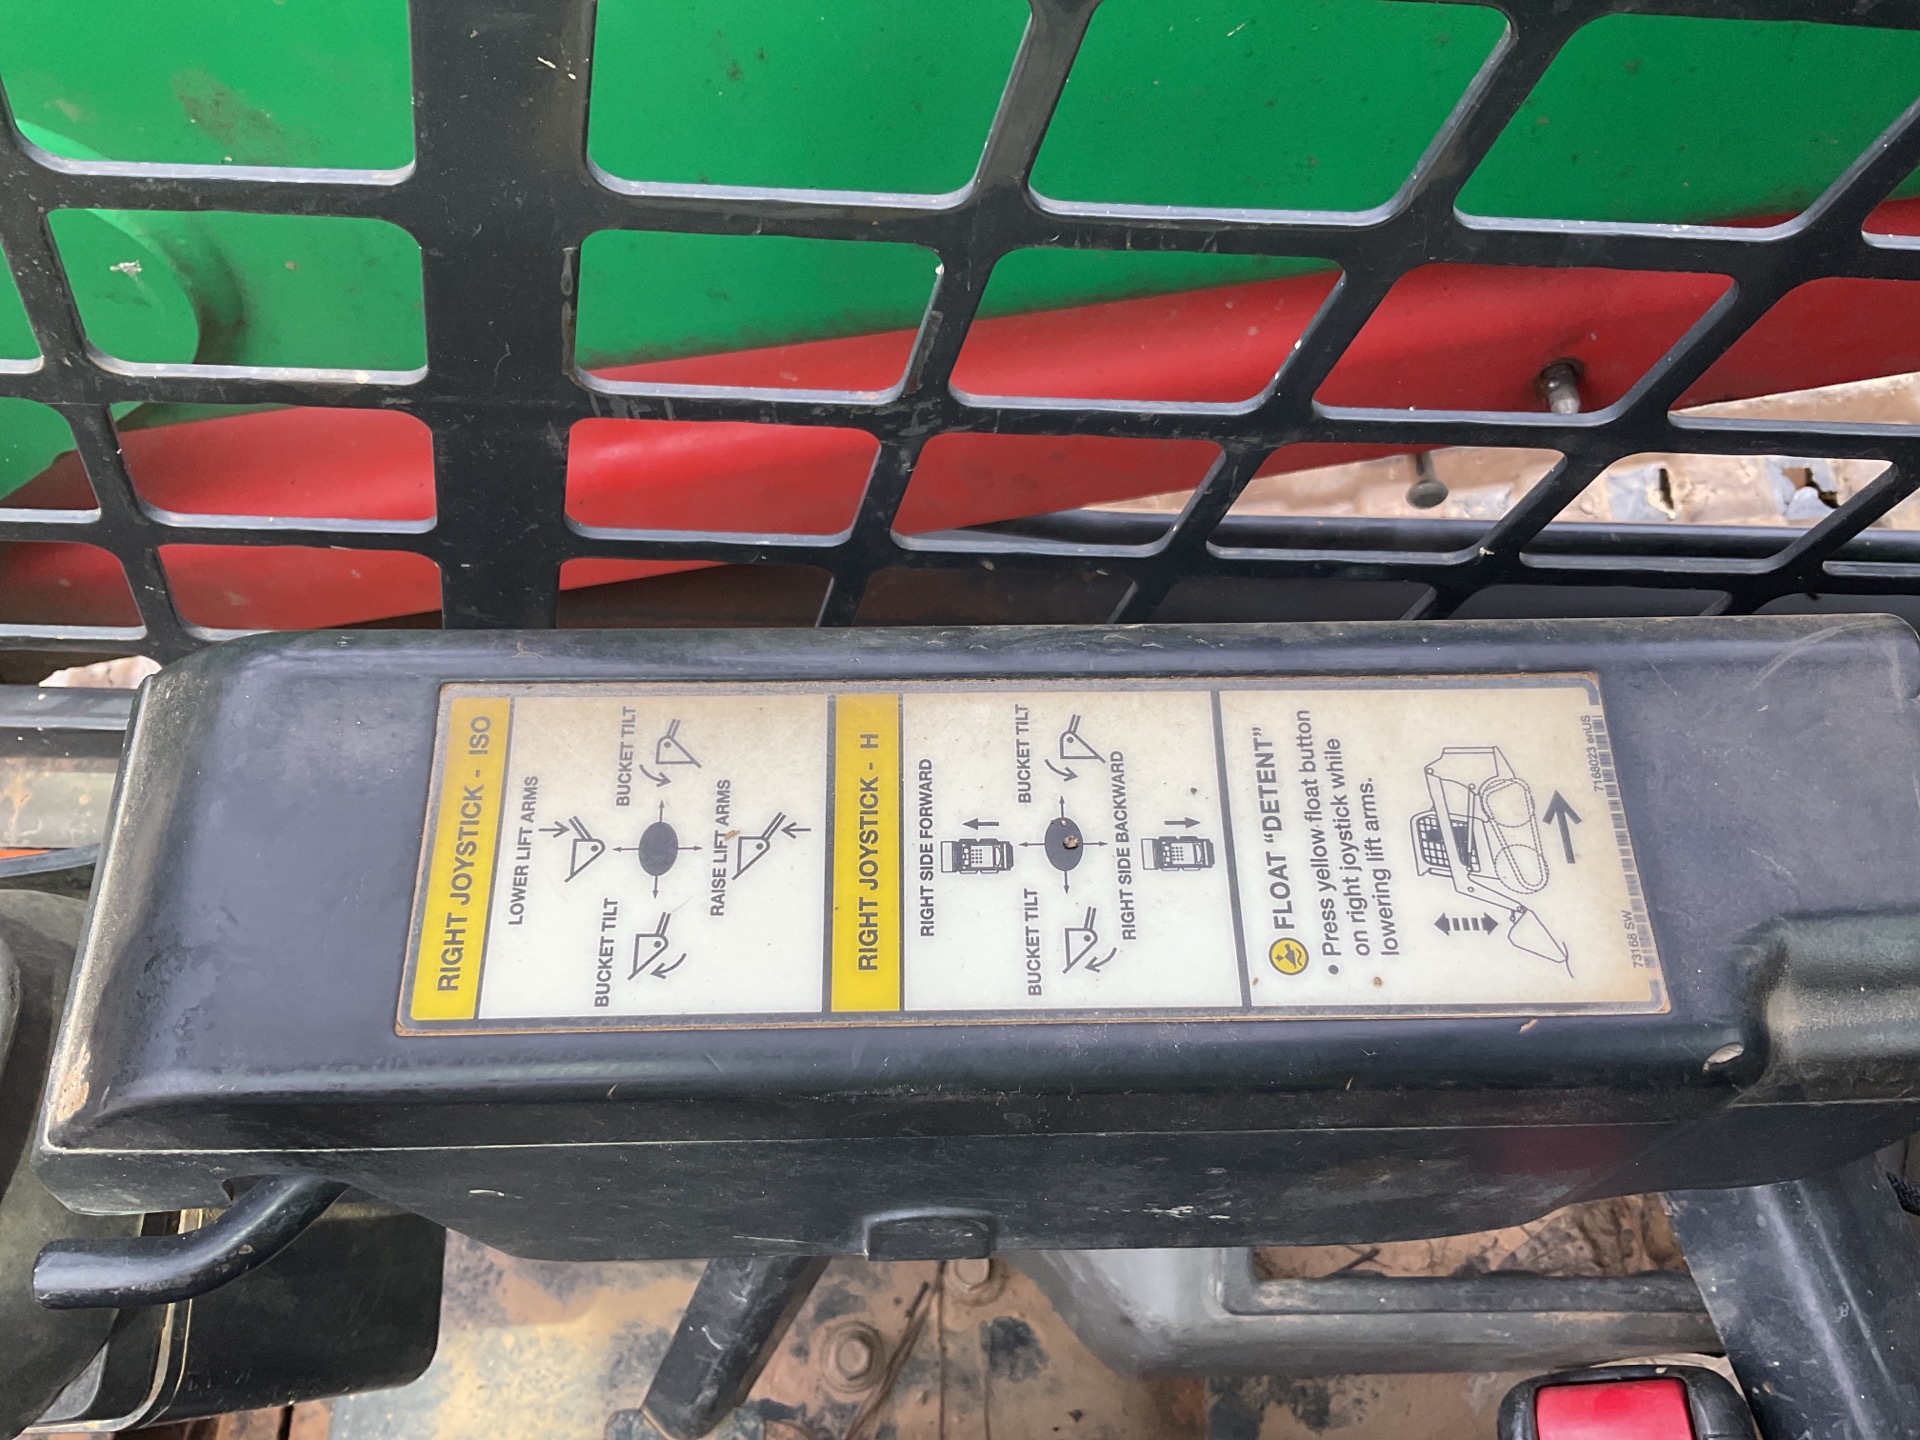 RIGHT JOYSTICK - ISO
LOWER LIFT ARMS
BUCKET TILT
BUCKET TILT
RAISE LIFT ARMS
RIGHT JOYSTICK - H
RIGHT SIDE FORWARD
BUCKET TILT
BUCKET TILT
RIGHT SIDE BACKWARD
FLOAT “DETENT”
• Press yellow float button
on right joystick while
lowering lift arms.
73168 SW
7168023 enUS